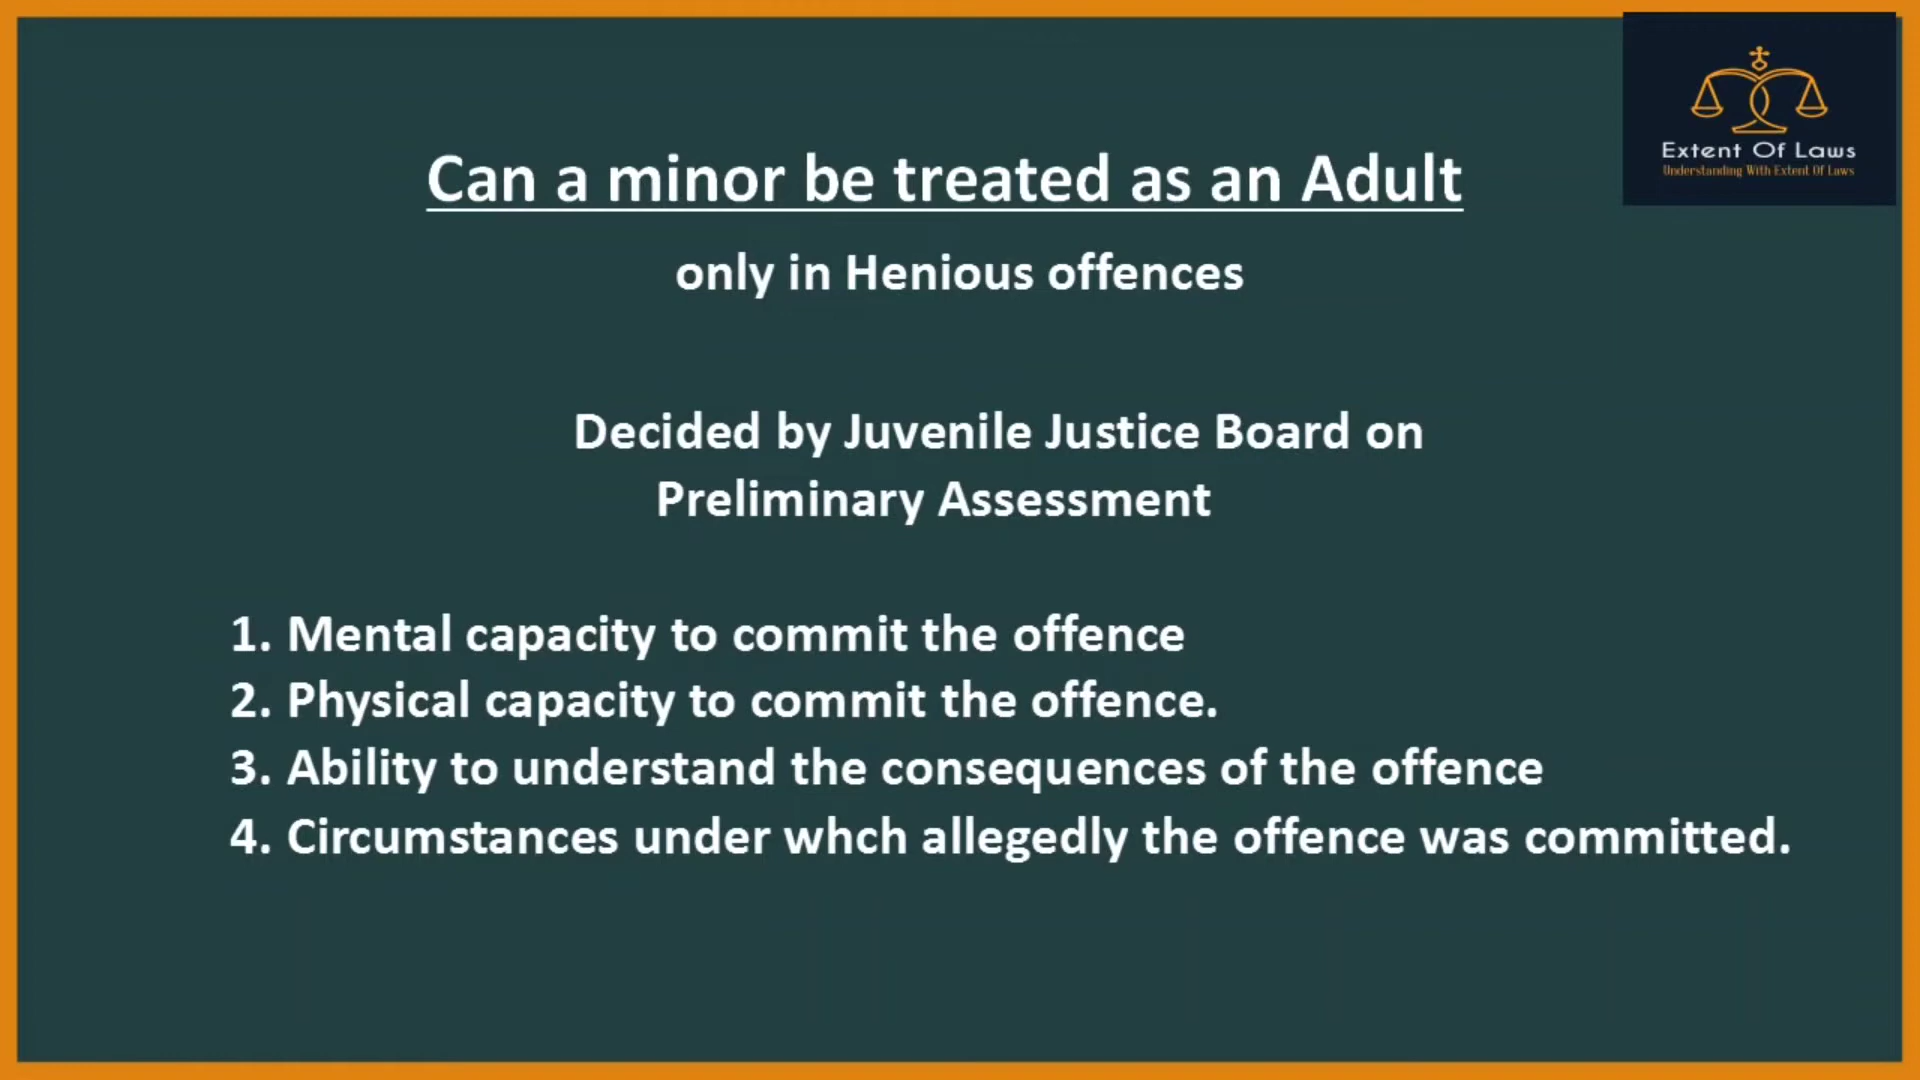 Extent Of Laws
Understanding With Extent Of Laws
Can a minor be treated as an Adult
only in Henious offences
Decided by Juvenile Justice Board on
Preliminary Assessment
1. Mental capacity to commit the offence
2. Physical capacity to commit the offence.
3. Ability to understand the consequences of the offence
4. Circumstances under whch allegedly the offence was committed.